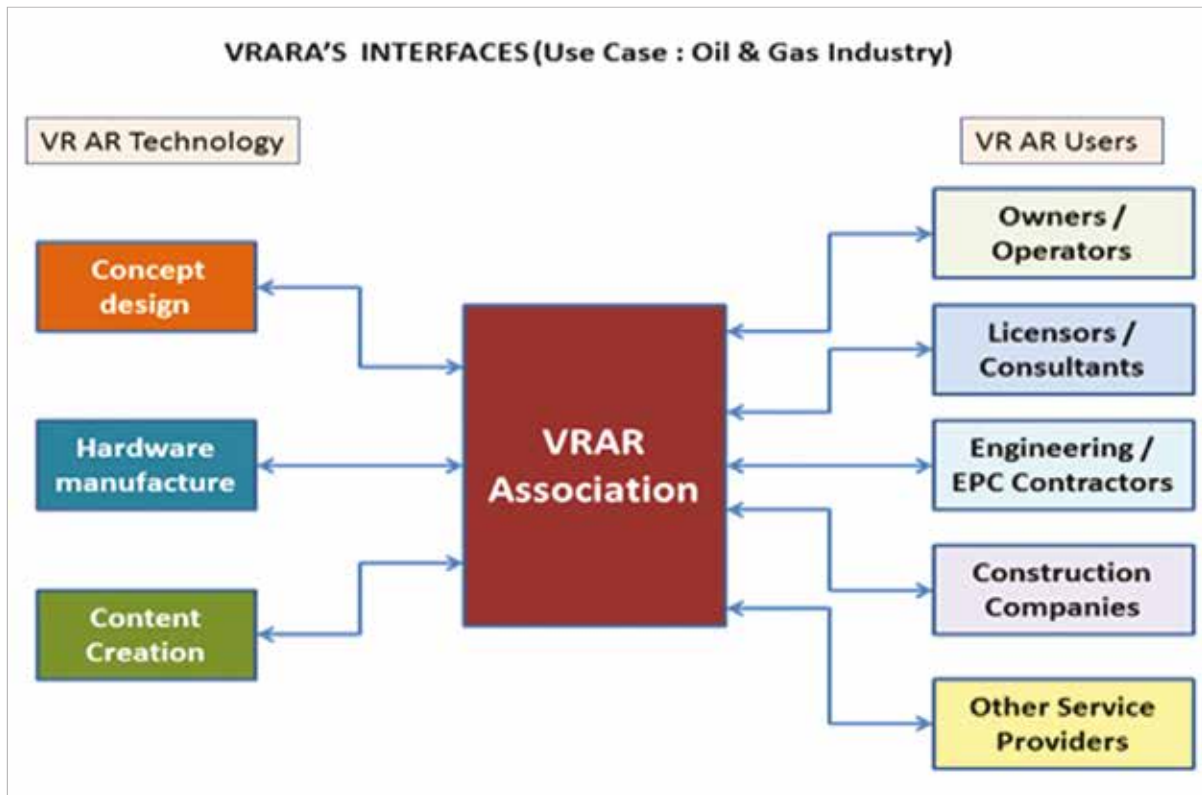 VRARA'S INTERFACES (Use Case : Oil & Gas Industry)
VR AR Technology
Concept
design
Hardware
manufacture
Content
Creation
VRAR
Association
VR AR Users
Owners /
Operators
Licensors /
Consultants
Engineering /
EPC Contractors
Construction
Companies
Other Service
Providers